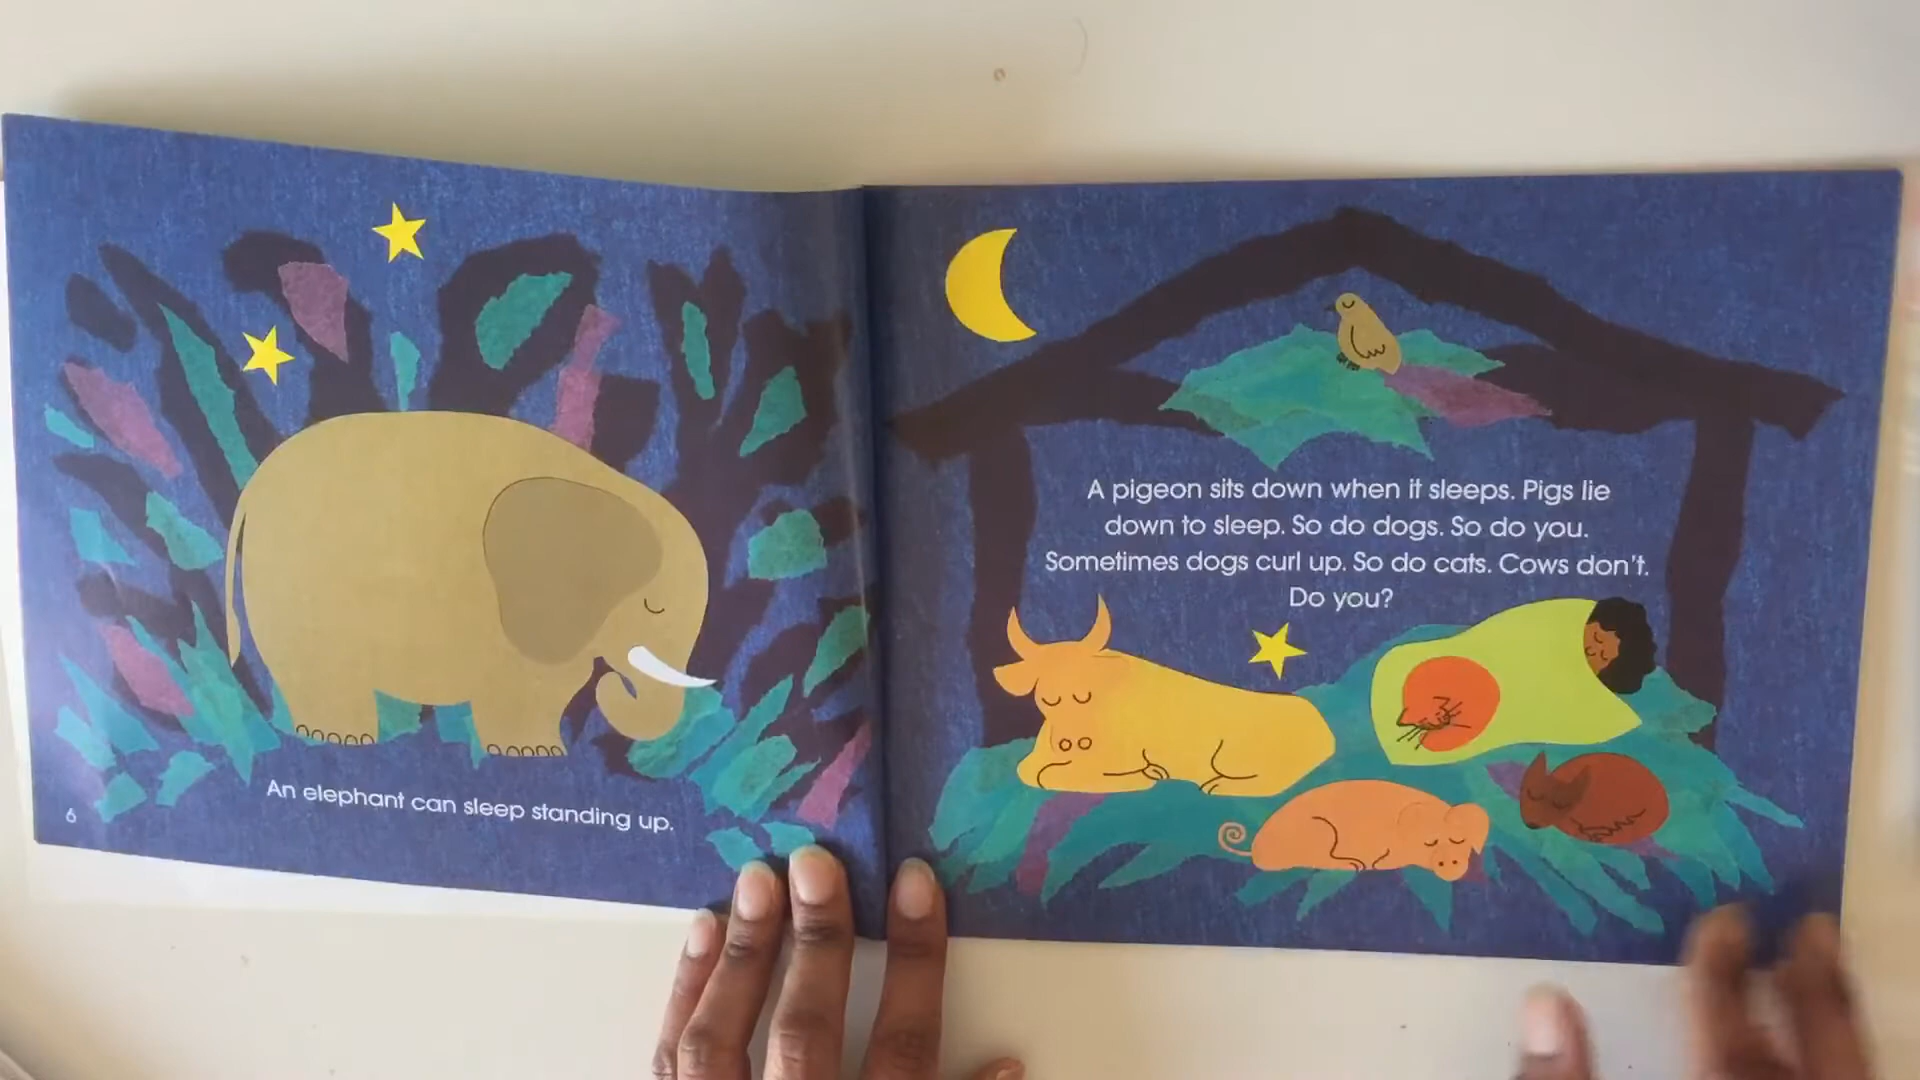 An elephant can sleep standing up.
6
A pigeon sits down when it sleeps. Pigs lie
down to sleep. So do dogs. So do you.
Sometimes dogs curl up. So do cats. Cows don't.
Do you?